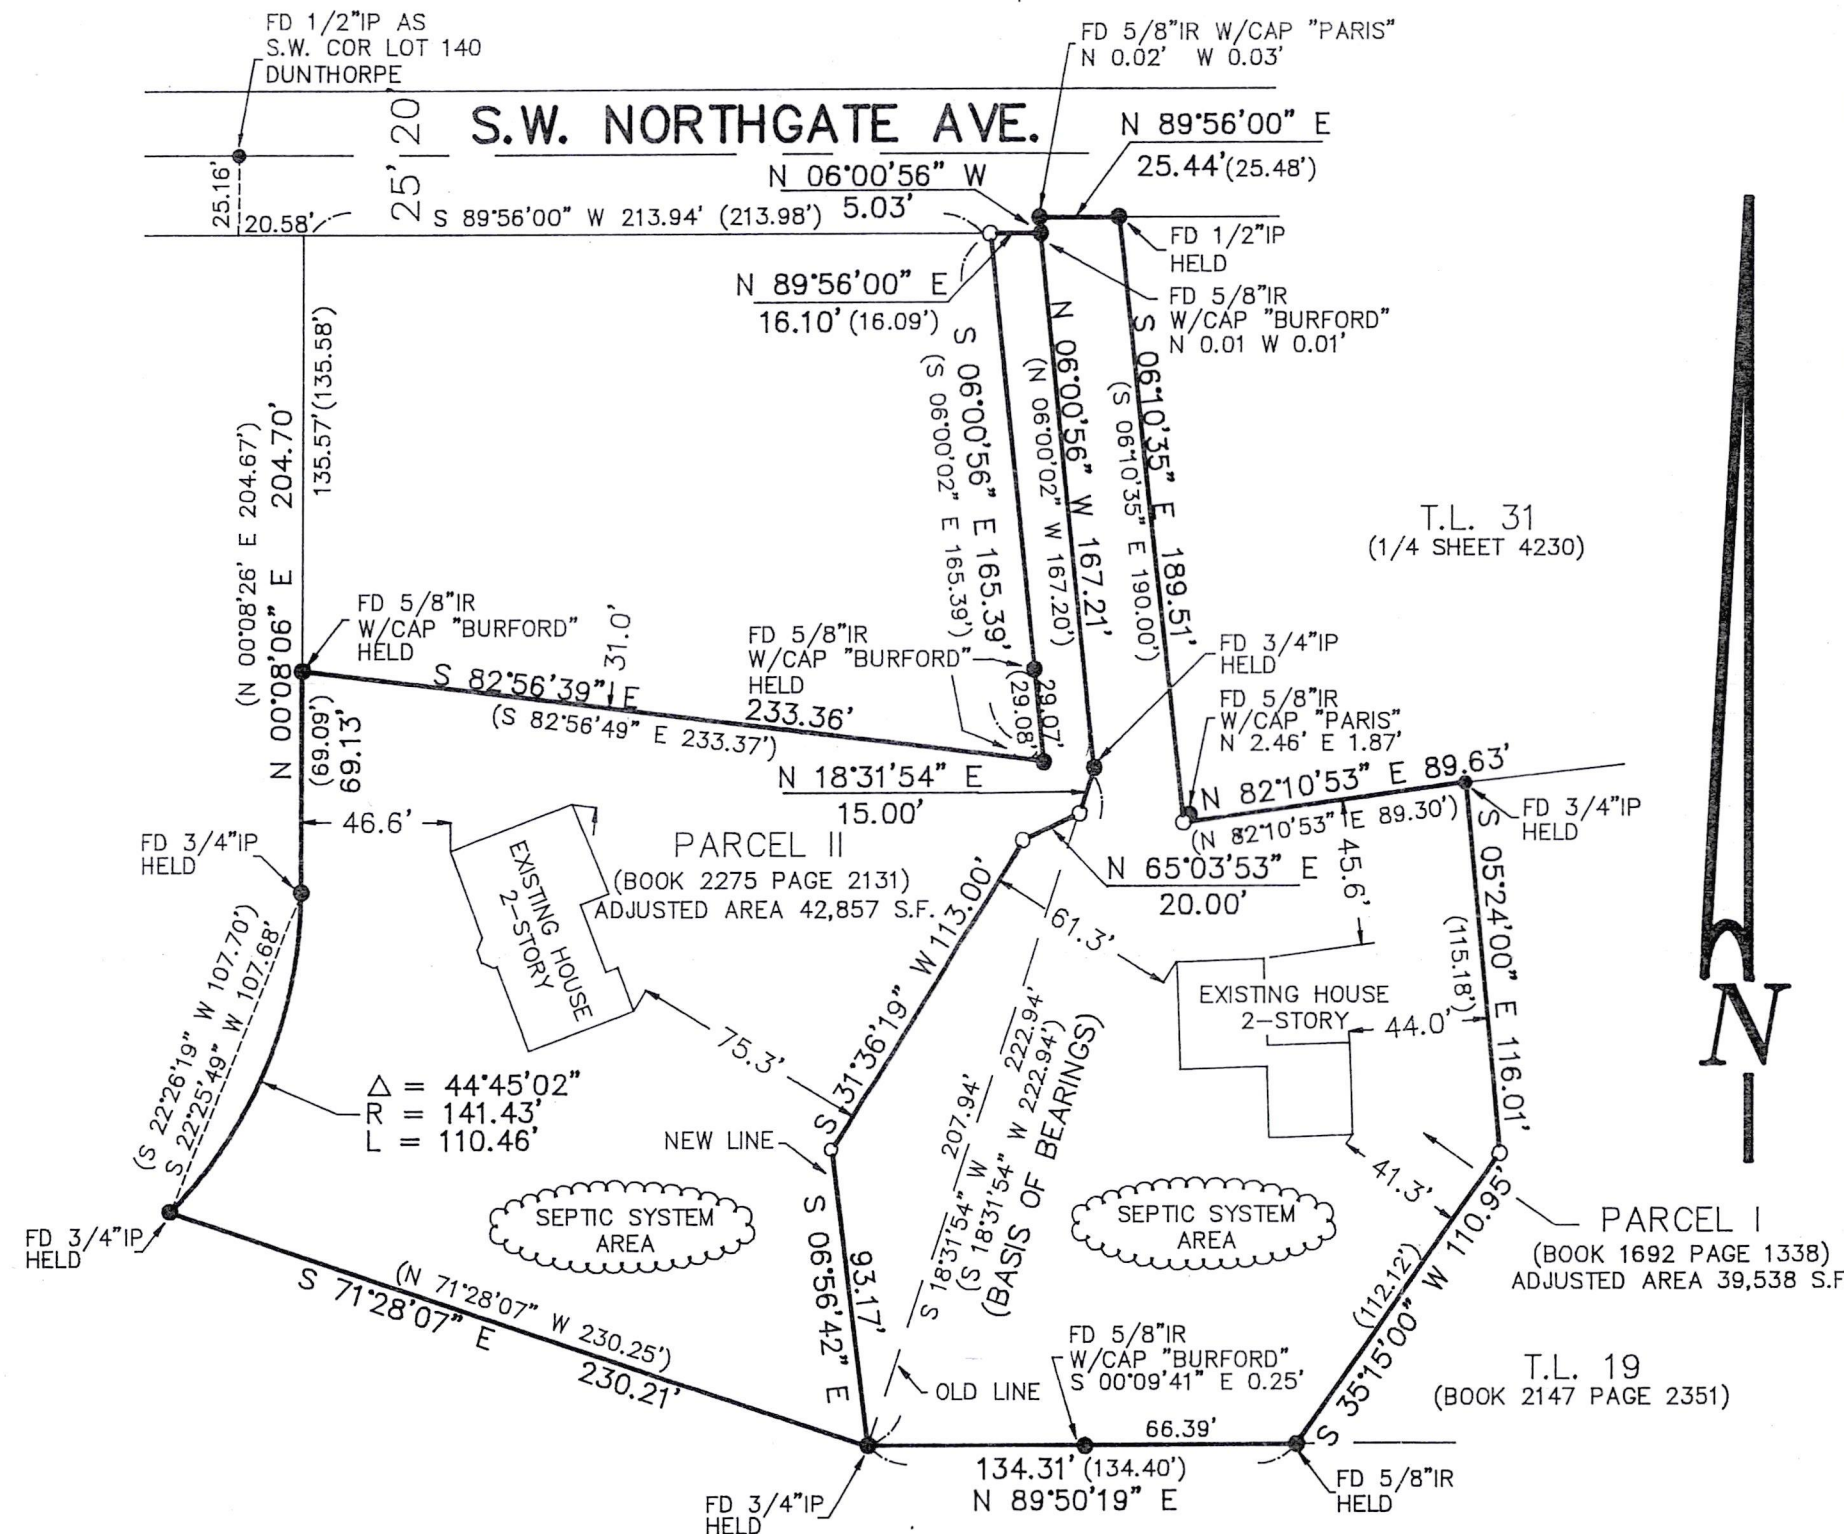 FD 1/2"IP AS
S.W. COR LOT 140
DUNTHORPE
FD 5/8"IR W/CAP "PARIS"
N 0.02' W 0.03'
20'
25'
S.W. NORTHGATE AVE.
N 89°56'00" E
25.44'(25.48')
25.16'
20.58'
N 06°00'56" W
5.03'
S 89°56'00" W 213.94' (213.98')
FD 1/2"IP
HELD
N 89°56'00" E
16.10' (16.09')
FD 5/8"IR
W/CAP "BURFORD"
N 0.01 W 0.01'
135.57'(135.58')
N 00°08'06" E 204.70'
(N 00°08'26' E 204.67')
S 06°00'56" E 165.39'
(S 06°00'02" E 165.39')
N 06°00'56" W 167.21'
(N 06°00'02" W 167.20')
S 06°10'35" E 189.51'
(S 06°10'35" E 190.00')
T.L. 31
(1/4 SHEET 4230)
FD 5/8"IR
W/CAP "BURFORD"
HELD
31.0'
FD 5/8"IR
W/CAP "BURFORD"
HELD
FD 3/4"IP
HELD
S 82°56'39" E
233.36'
(S 82°56'49" E 233.37')
29.07'
(29.08')
FD 5/8"IR
W/CAP "PARIS"
N 2.46' E 1.87'
69.13'
(69.09')
N 18°31'54" E
15.00'
N 82°10'53" E 89.63'
(N 82°10'53" E 89.30')
FD 3/4"IP
HELD
46.6'
FD 3/4"IP
HELD
EXISTING HOUSE
2-STORY
PARCEL II
(BOOK 2275 PAGE 2131)
ADJUSTED AREA 42,857 S.F.
N 65°03'53" E
20.00'
45.6'
S 05°24'00" E 116.01'
(115.18')
61.3'
S 31°36'19" W 113.00'
EXISTING HOUSE
2-STORY
44.0'
75.3'
(S 22°26'19" W 107.70')
S 22°25'49" W 107.68'
Δ = 44°45'02"
R = 141.43'
L = 110.46'
NEW LINE
S 18°31'54" W 222.94'
207.94'
(S 18°31'54" W 222.94')
(BASIS OF BEARINGS)
41.3'
N
SEPTIC SYSTEM
AREA
SEPTIC SYSTEM
AREA
PARCEL I
(BOOK 1692 PAGE 1338)
ADJUSTED AREA 39,538 S.F
FD 3/4"IP
HELD
S 71°28'07" E
230.21'
(N 71°28'07" W 230.25')
S 06°56'42" E
93.17'
S 35°15'00" W 110.95'
(112.12')
FD 5/8"IR
W/CAP "BURFORD"
S 00°09'41" E 0.25'
OLD LINE
T.L. 19
(BOOK 2147 PAGE 2351)
66.39'
134.31' (134.40')
N 89°50'19" E
FD 3/4"IP
HELD
FD 5/8"IR
HELD